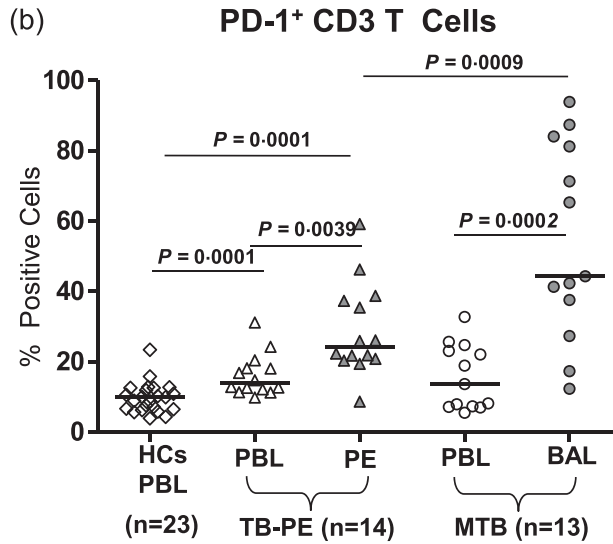 (b) PD-1⁺ CD3 T Cells
% Positive Cells
100
80
60
40
20
0
P = 0·0009
P = 0·0001
P = 0·0039
P = 0·0002
P = 0·0001
HCs PBL PE PBL BAL
PBL
(n=23) TB-PE (n=14) MTB (n=13)